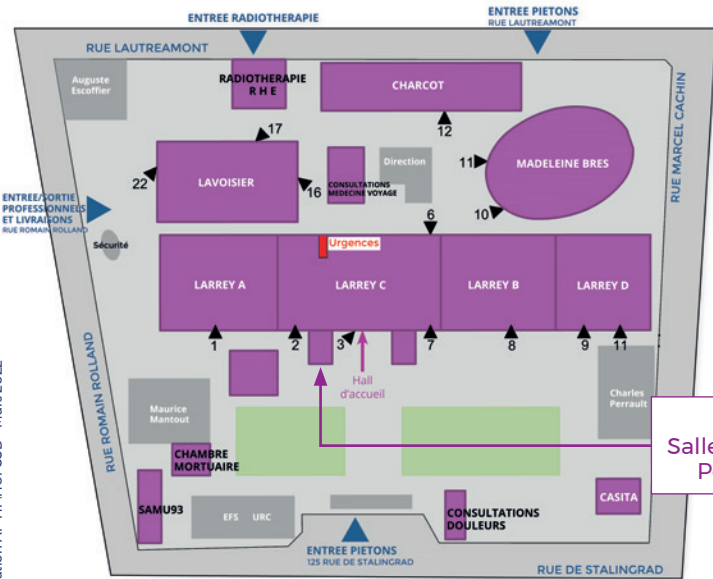 ENTREE RADIOTHERAPIE
ENTREE PIETONS
RUE LAUTREAMONT
RUE LAUTREAMONT
Auguste
Escoffier
RADIOTHERAPIE
R H E
CHARCOT
RUE MARCEL CACHIN
17
12
22
LAVOISIER
16
CONSULTATIONS
MEDECINE VOYAGE
Direction
11
MADELEINE BRES
10
ENTREE/SORTIE
PROFESSIONNELS
ET LIVRAISONS
RUE ROMAIN ROLLAND
Sécurité
6
Urgences
LARREY A
LARREY C
LARREY B
LARREY D
1
2
3
7
8
9
11
Hall
d'accueil
RUE ROMAIN ROLLAND
Maurice
Mantout
Charles
Perrault
CHAMBRE
MORTUAIRE
Salle
P
SAMU93
EFS URC
CONSULTATIONS
DOULEURS
CASITA
ENTREE PIETONS
125 RUE DE STALINGRAD
RUE DE STALINGRAD